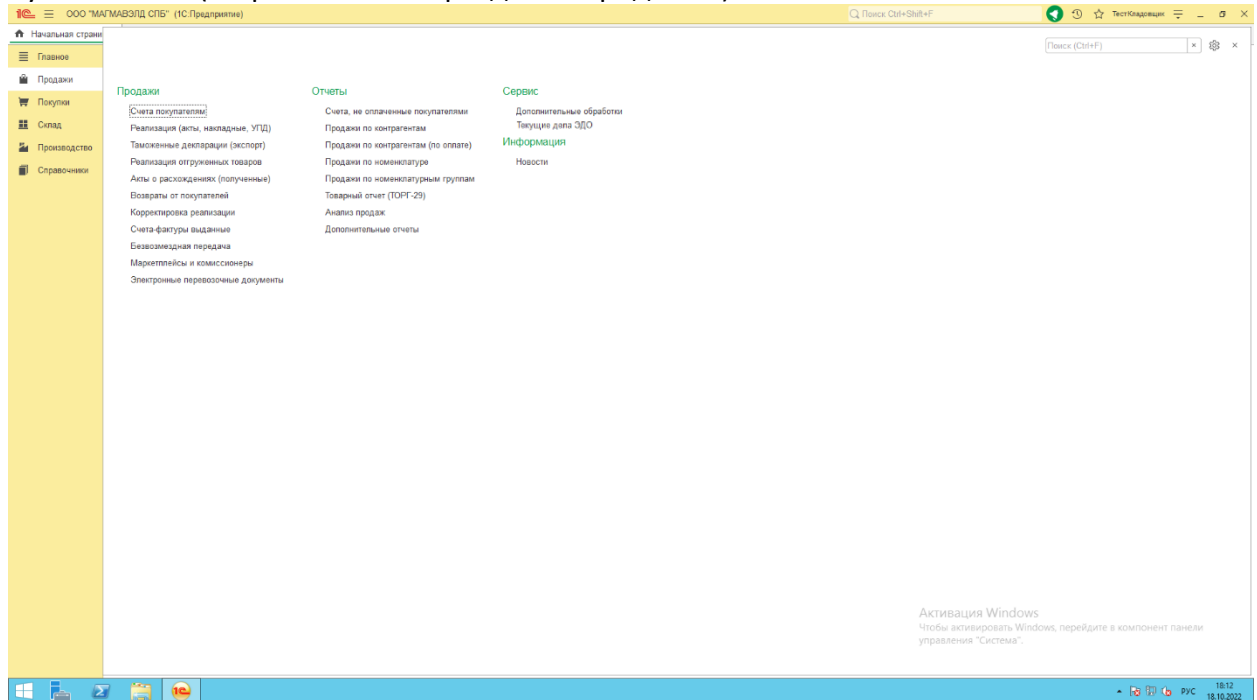 ООО "МАГМАВЭЛД СПБ" (1С:Предприятие)
Поиск Ctrl+Shift+F
ТестКладовщик
Начальная страни
Поиск (Ctrl+F)
Главное
Продажи
Покупки
Склад
Производство
Справочники
Продажи
Счета покупателям
Реализация (акты, накладные, УПД)
Таможенные декларации (экспорт)
Реализация отгруженных товаров
Акты о расхождениях (полученные)
Возвраты от покупателей
Корректировка реализации
Счета-фактуры выданные
Безвозмездная передача
Маркетплейсы и комиссионеры
Электронные перевозочные документы
Отчеты
Счета, не оплаченные покупателями
Продажи по контрагентам
Продажи по контрагентам (по оплате)
Продажи по номенклатуре
Продажи по номенклатурным группам
Товарный отчет (ТОРГ-29)
Анализ продаж
Дополнительные отчеты
Сервис
Дополнительные обработки
Текущие дела ЭДО
Информация
Новости
Активация Windows
Чтобы активировать Windows, перейдите в компонент панели
управления "Система".
РУС
18:12
18.10.2022